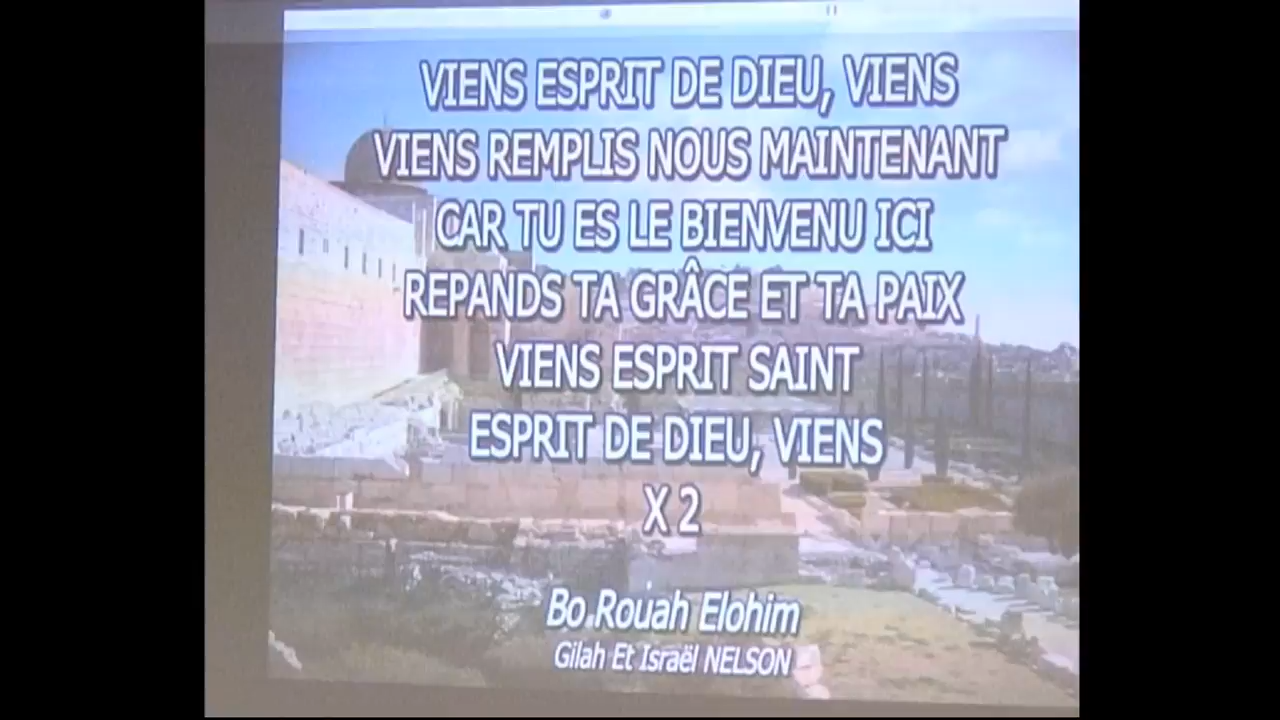 VIENS ESPRIT DE DIEU, VIENS
VIENS REMPLIS NOUS MAINTENANT
CAR TU ES LE BIENVENU ICI
REPANDS TA GRÂCE ET TA PAIX
VIENS ESPRIT SAINT
ESPRIT DE DIEU, VIENS
X 2
Bo Rouah Elohim
Gilah Et Israël NELSON